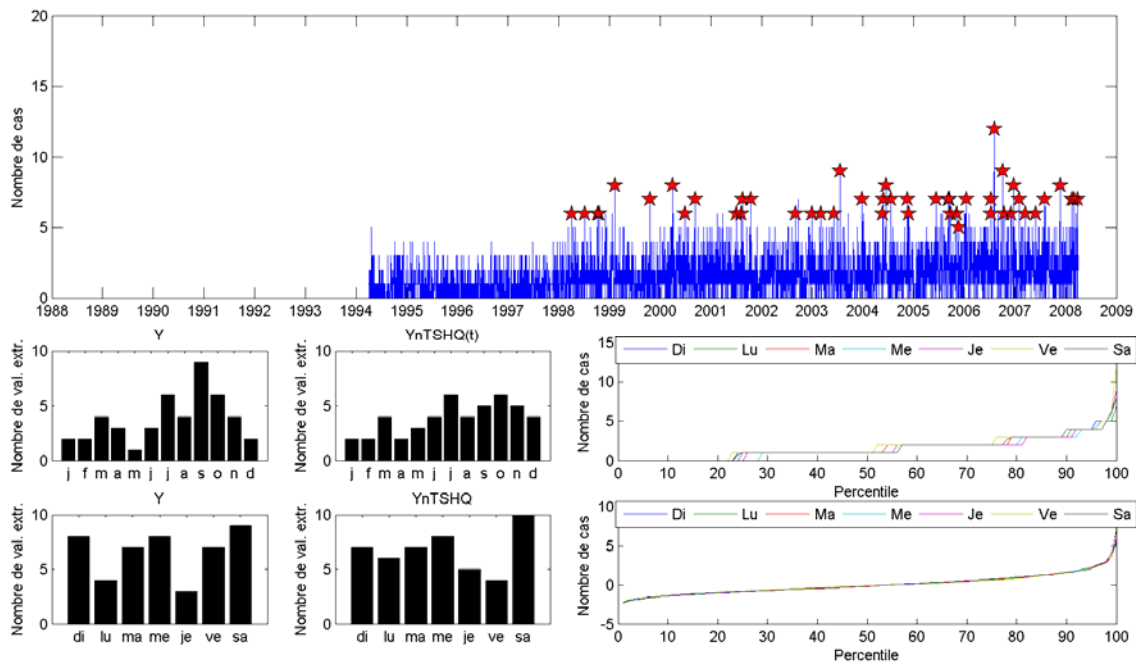 20
15
10
5
0
Nombre de cas
1988 1989 1990 1991 1992 1993 1994 1995 1996 1997 1998 1999 2000 2001 2002 2003 2004 2005 2006 2007 2008 2009
Y
10
5
0
Nombre de val. extr.
j f m a m j j a s o n d
YnTSHQ(t)
10
5
0
Nombre de val. extr.
j f m a m j j a s o n d
15
10
5
0
Nombre de cas
Di Lu Ma Me Je Ve Sa
0 10 20 30 40 50 60 70 80 90 100
Percentile
Y
10
5
0
Nombre de val. extr.
di lu ma me je ve sa
YnTSHQ
10
5
0
Nombre de val. extr.
di lu ma me je ve sa
10
5
0
-5
Nombre de cas
Di Lu Ma Me Je Ve Sa
0 10 20 30 40 50 60 70 80 90 100
Percentile